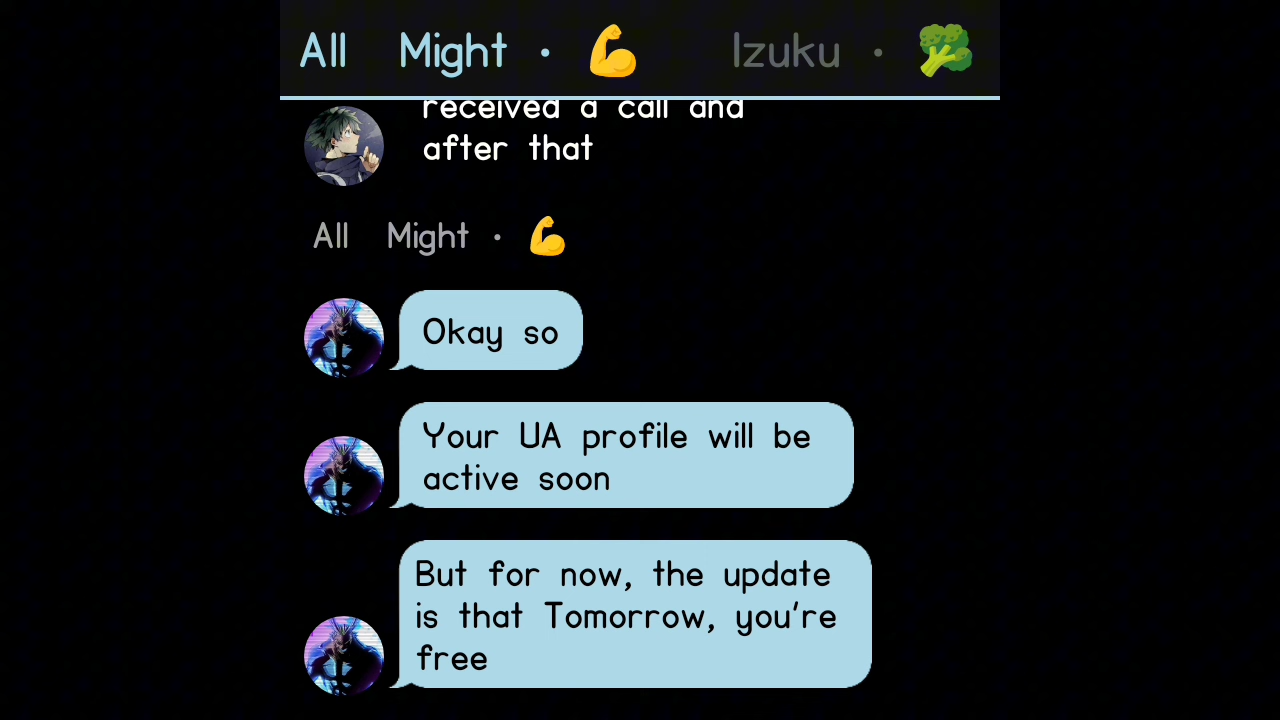 All Might • 💪 Izuku • 🥦
received a call and
after that
All Might • 💪
Okay so
Your UA profile will be
active soon
But for now, the update
is that Tomorrow, you're
free